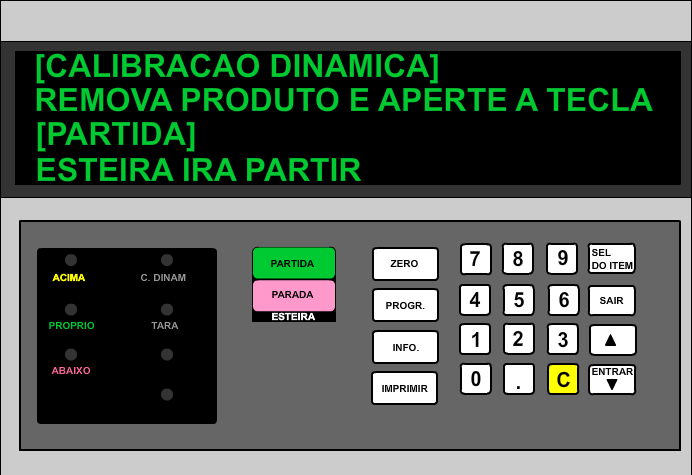 [CALIBRACAO DINAMICA]
REMOVA PRODUTO E APERTE A TECLA
[PARTIDA]
ESTEIRA IRA PARTIR
ACIMA
C. DINAM
PROPRIO
TARA
ABAIXO
PARTIDA
PARADA
ESTEIRA
ZERO
PROGR.
INFO.
IMPRIMIR
7 8 9 SEL
DO ITEM
4 5 6 SAIR
1 2 3 ▲
0 . C ENTRAR
▼